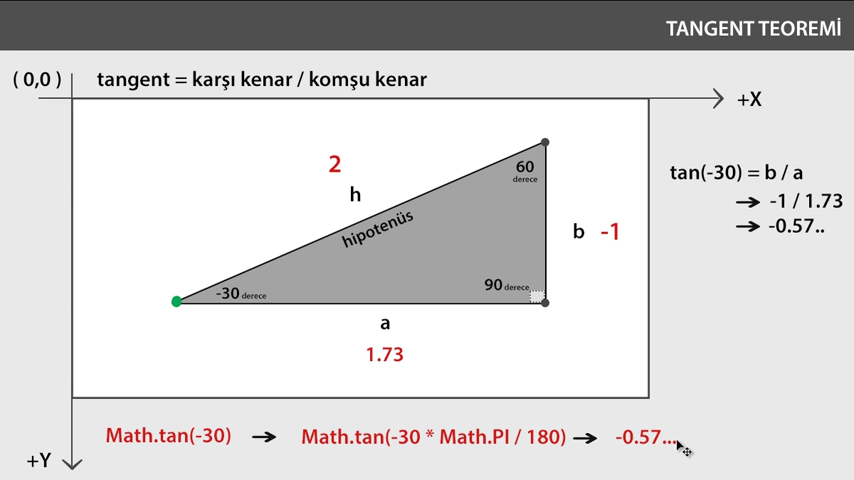 TANGENT TEOREMİ
( 0,0 )
tangent = karşı kenar / komşu kenar
+X
2
h
hipotenüs
60
derece
tan(-30) = b / a
→ -1 / 1.73
→ -0.57..
b -1
-30 derece
90 derece
a
1.73
Math.tan(-30) → Math.tan(-30 * Math.PI / 180) → -0.57...
+Y